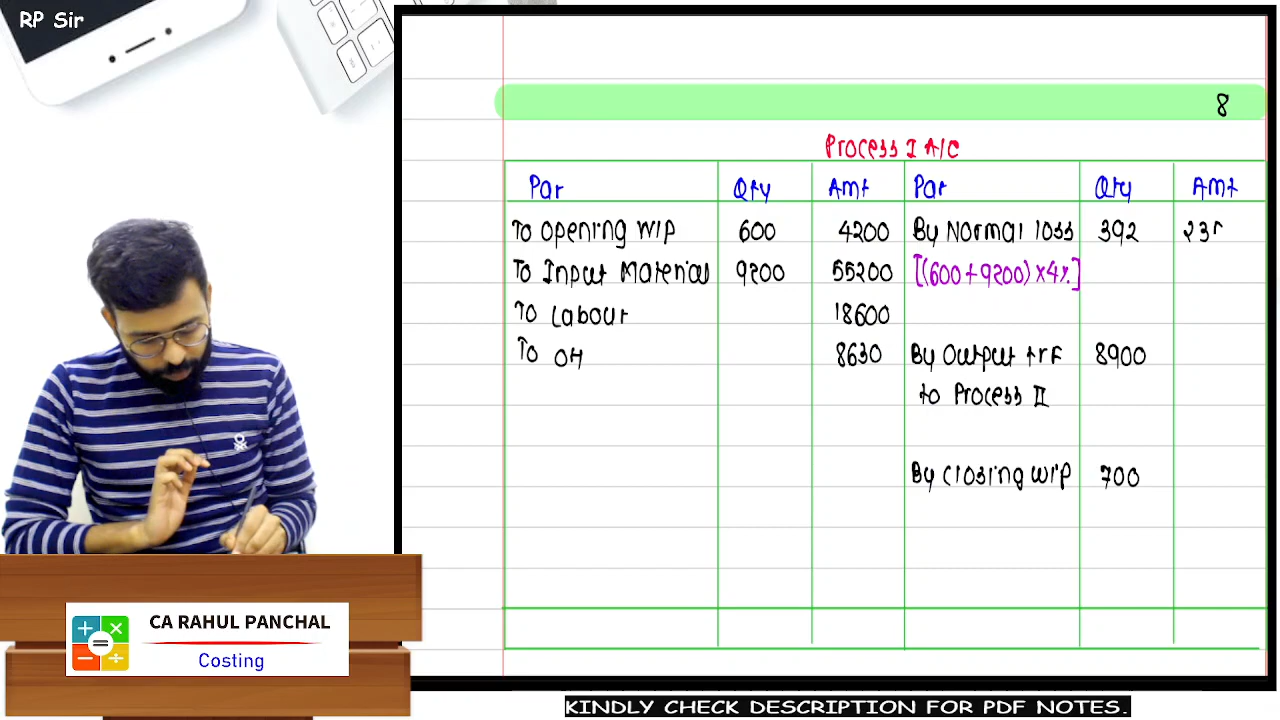 RP Sir
8
Process I A/C
Par Qty Amt Par Qty Amt
To Opening WIP 600 4200 By Normal loss 392
To Input Material 9200 55200 [(600+9200)×4%]
To Labour 18600
To OH 8630 By Output trf 8900
to Process II
By Closing WIP 700
CA RAHUL PANCHAL
Costing
KINDLY CHECK DESCRIPTION FOR PDF NOTES.